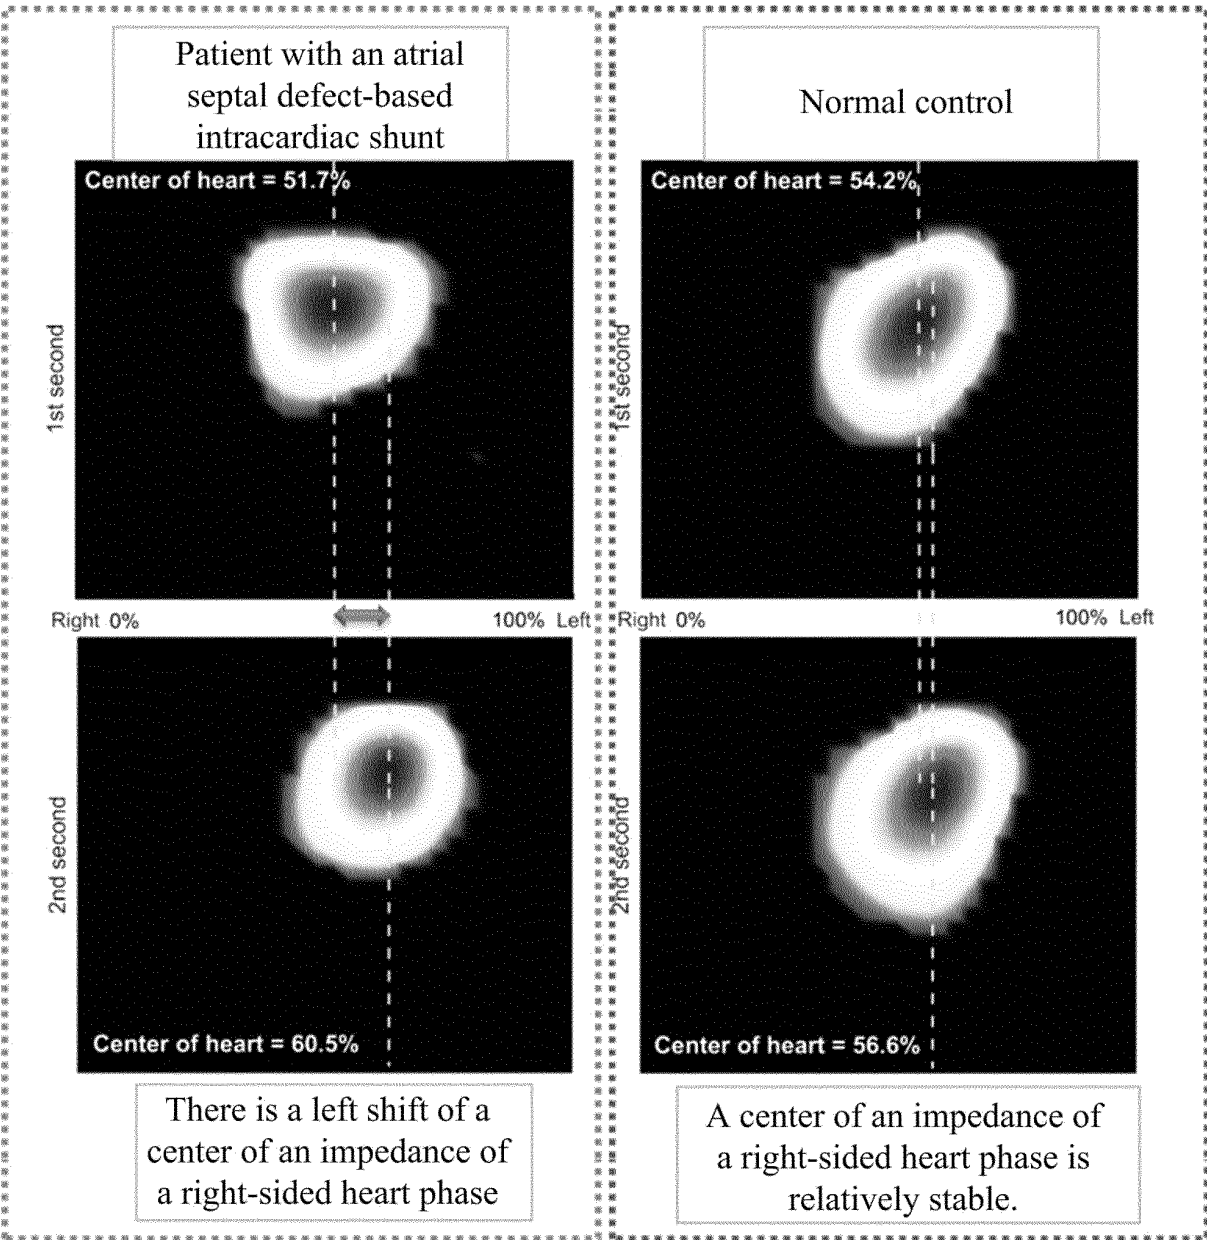 Patient with an atrial
septal defect-based
intracardiac shunt
Center of heart = 51.7%
1st second
Right 0%
100% Left
2nd second
Center of heart = 60.5%
There is a left shift of a
center of an impedance of
a right-sided heart phase
Normal control
Center of heart = 54.2%
1st second
Right 0%
100% Left
2nd second
Center of heart = 56.6%
A center of an impedance of
a right-sided heart phase is
relatively stable.